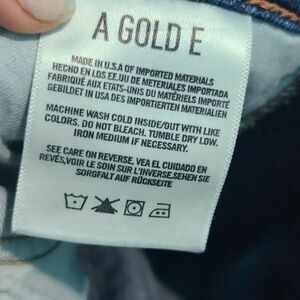 A GOLD E
MADE IN U.S.A OF IMPORTED MATERIALS
HECHO EN LOS EE.UU DE MATERIALES IMPORTADA
FABRIQUÉ AUX ETATS-UNIS DU MATÉRIELS IMPORTÉ
GEBILDET IN USA DES IMPORTIERTEN MATERIALIEN
MACHINE WASH COLD INSIDE/OUT WITH LIKE
COLORS. DO NOT BLEACH. TUMBLE DRY LOW.
IRON MEDIUM IF NECESSARY.
SEE CARE ON REVERSE, VEA EL CUIDADO EN
REVÉS,VOIR LE SOIN SUR L'INVERSE,SEHEN SIE
SORGFALT AUF RÜCKSEITE